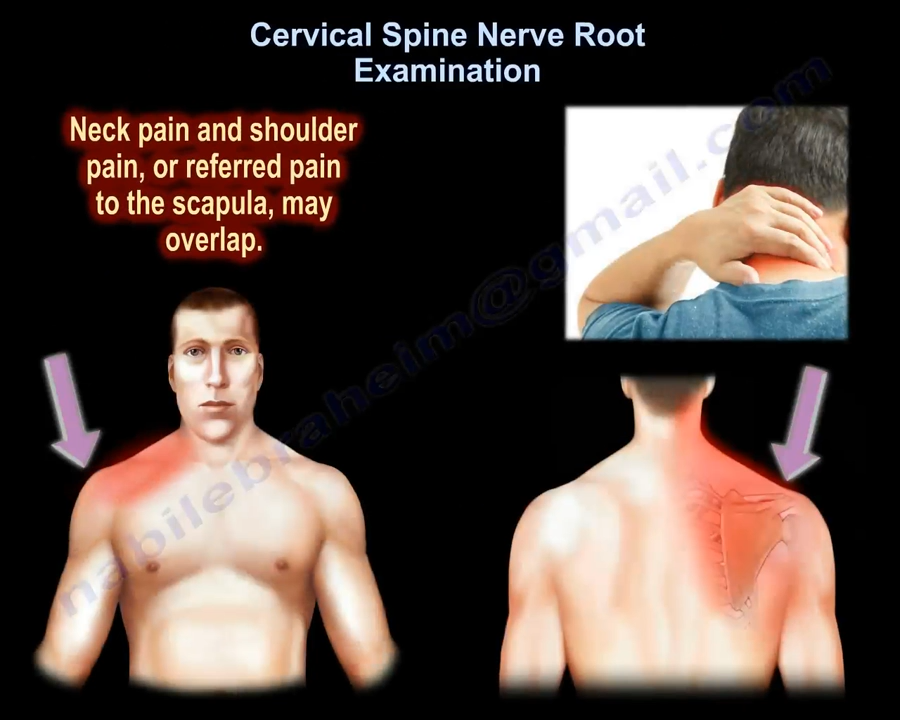 Cervical Spine Nerve Root
Examination
Neck pain and shoulder
pain, or referred pain
to the scapula, may
overlap.
nabilebraheim@gmail.com